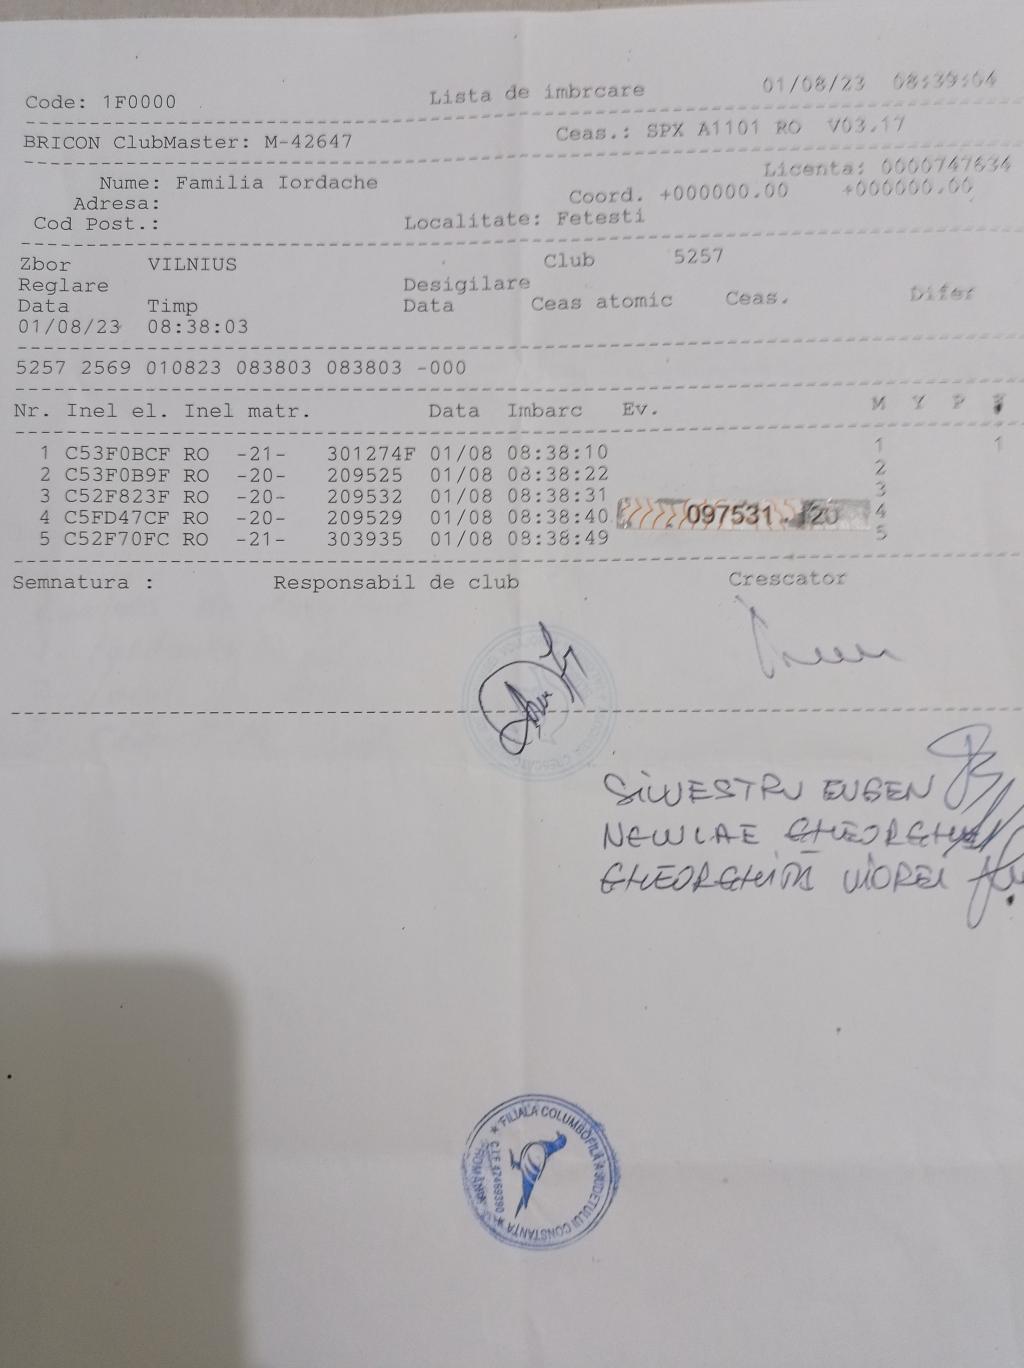 Code: 1F0000 Lista de imbrcare 01/08/23 08:39:04
BRICON ClubMaster: M-42647 Ceas.: SPX A1101 RO V03.17
Licenta: 0000747634
Nume: Familia Iordache Coord. +000000.00 +000000.00
Adresa:
Cod Post.: Localitate: Fetesti
Zbor VILNIUS Club 5257
Reglare Desigilare
Data Timp Data Ceas atomic Ceas. Difer
01/08/23 08:38:03
5257 2569 010823 083803 083803 -000
Nr. Inel el. Inel matr. Data Imbarc Ev. M Y P
1 C53F0BCF RO -21- 301274F 01/08 08:38:10 1 1
2 C53F0B9F RO -20- 209525 01/08 08:38:22 2
3 C52F823F RO -20- 209532 01/08 08:38:31 3
4 C5FD47CF RO -20- 209529 01/08 08:38:40 097531 20 4
5 C52F70FC RO -21- 303935 01/08 08:38:49 5
Semnatura : Responsabil de club Crescator
SILVESTRU EUGEN
NECULAE GHEORGHE
GHEORGHITA VIOREL
* FILIALA COLUMBOFILA A JUDETULUI CONSTANTA *
C.I.F. 47469390
ROMÂNIA